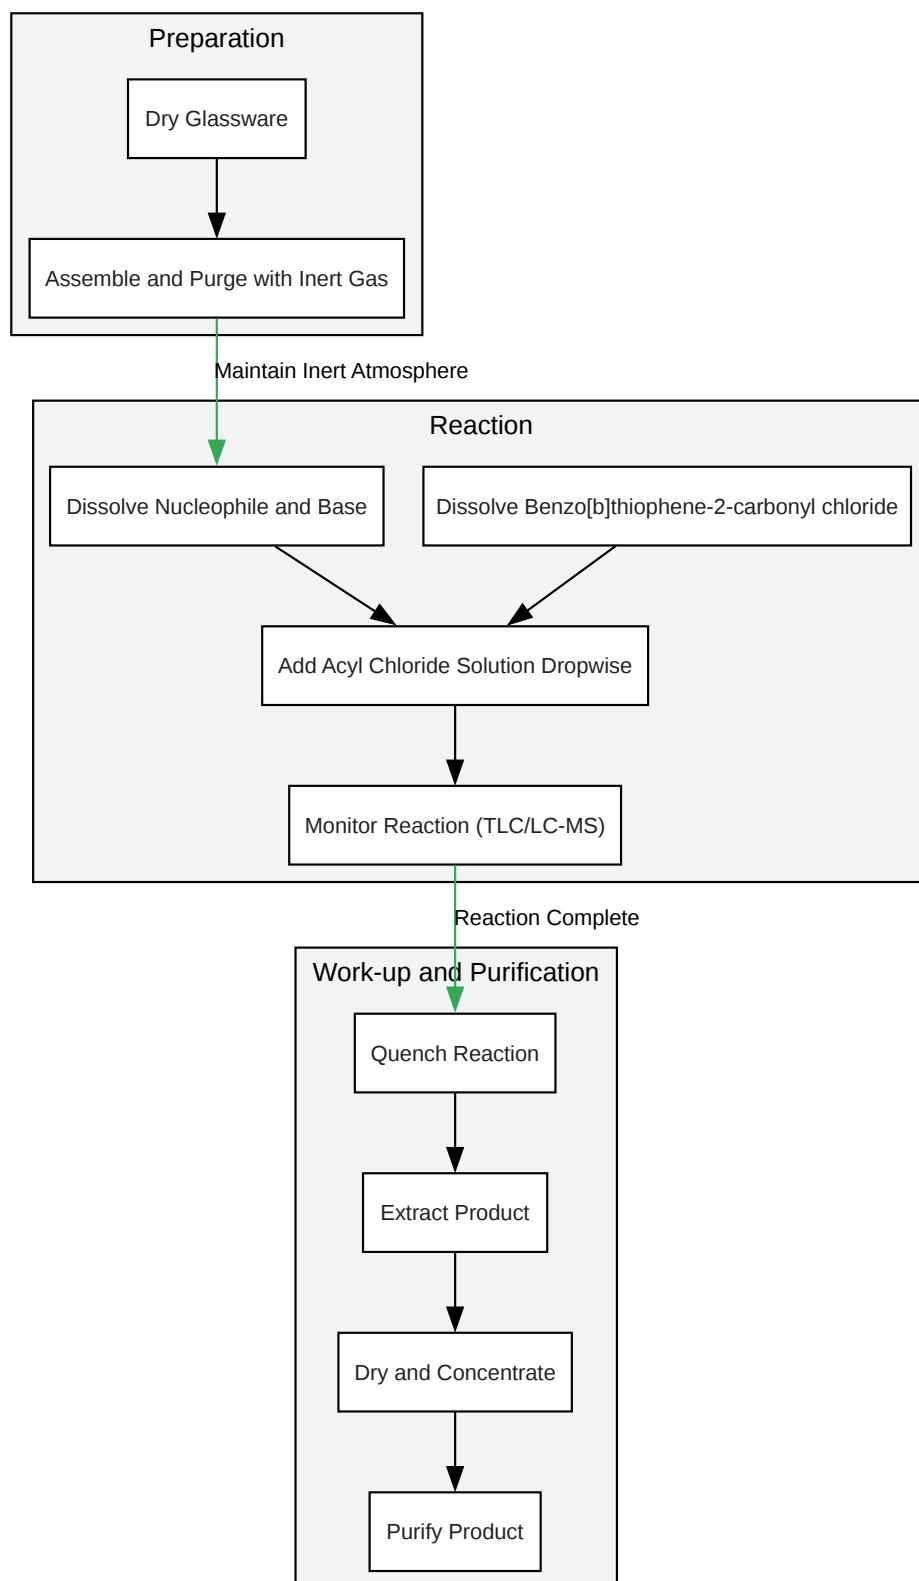 Preparation
Dry Glassware
Assemble and Purge with Inert Gas
Maintain Inert Atmosphere
Reaction
Dissolve Nucleophile and Base
Dissolve Benzo[b]thiophene-2-carbonyl chloride
Add Acyl Chloride Solution Dropwise
Monitor Reaction (TLC/LC-MS)
Reaction Complete
Work-up and Purification
Quench Reaction
Extract Product
Dry and Concentrate
Purify Product